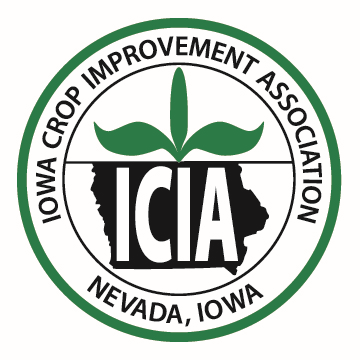 IOWA CROP IMPROVEMENT ASSOCIATION
ICIA
NEVADA, IOWA